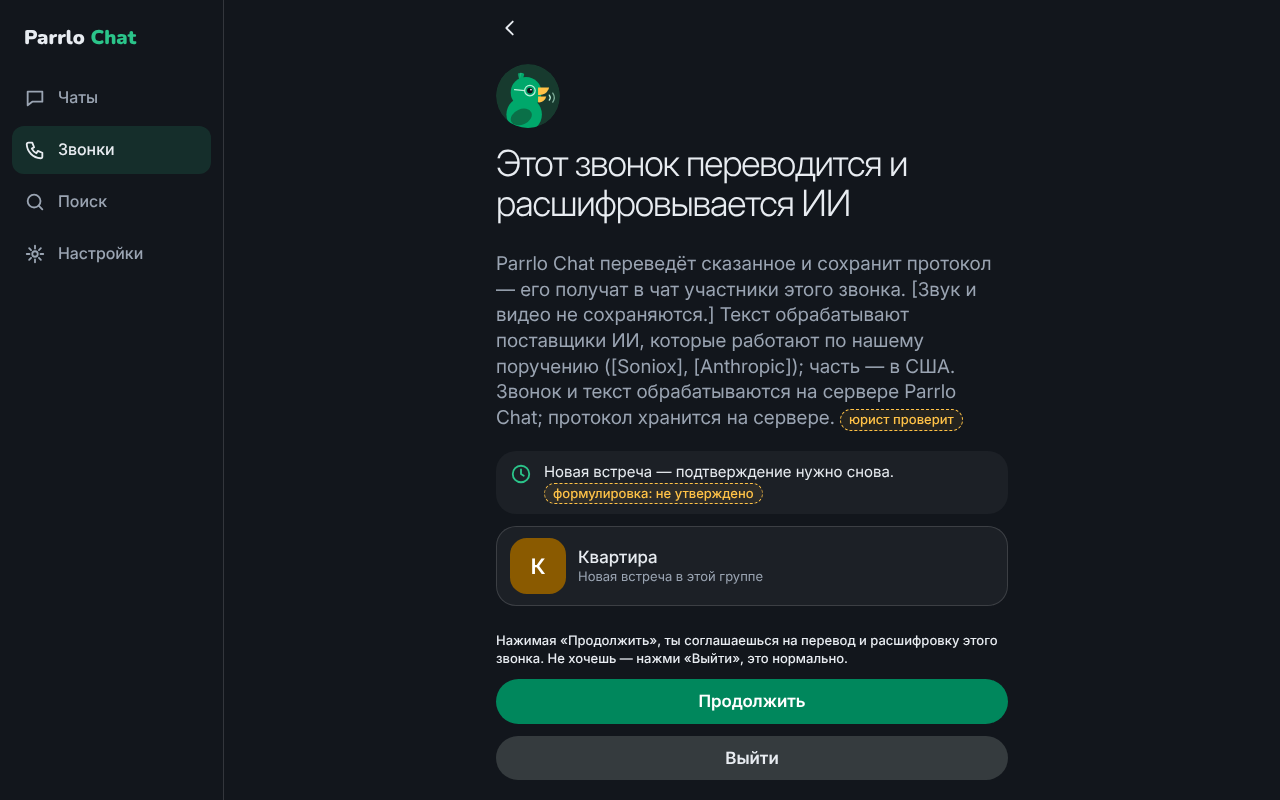 Parrlo Chat
Чаты
Звонки
Поиск
Настройки
Этот звонок переводится и
расшифровывается ИИ
Parrlo Chat переведёт сказанное и сохранит протокол
— его получат в чат участники этого звонка. [Звук и
видео не сохраняются.] Текст обрабатывают
поставщики ИИ, которые работают по нашему
поручению ([Soniox], [Anthropic]); часть — в США.
Звонок и текст обрабатываются на сервере Parrlo
Chat; протокол хранится на сервере. юрист проверит
Новая встреча — подтверждение нужно снова.
формулировка: не утверждено
К
Квартира
Новая встреча в этой группе
Нажимая «Продолжить», ты соглашаешься на перевод и расшифровку этого
звонка. Не хочешь — нажми «Выйти», это нормально.
Продолжить
Выйти